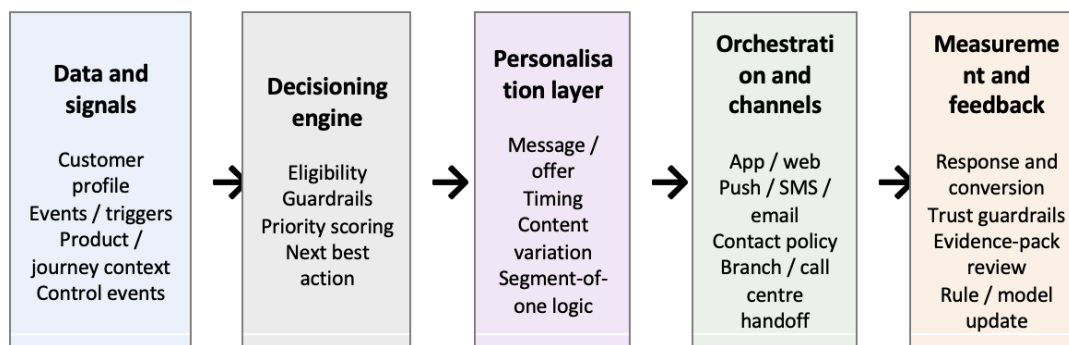 Data and
signals
Customer
profile
Events / triggers
Product /
journey context
Control events
Decisioning
engine
Eligibility
Guardrails
Priority scoring
Next best
action
Personalisa
tion layer
Message /
offer
Timing
Content
variation
Segment-of-
one logic
Orchestrati
on and
channels
App / web
Push / SMS /
email
Contact policy
Branch / call
centre
handoff
Measureme
nt and
feedback
Response and
conversion
Trust guardrails
Evidence-pack
review
Rule / model
update